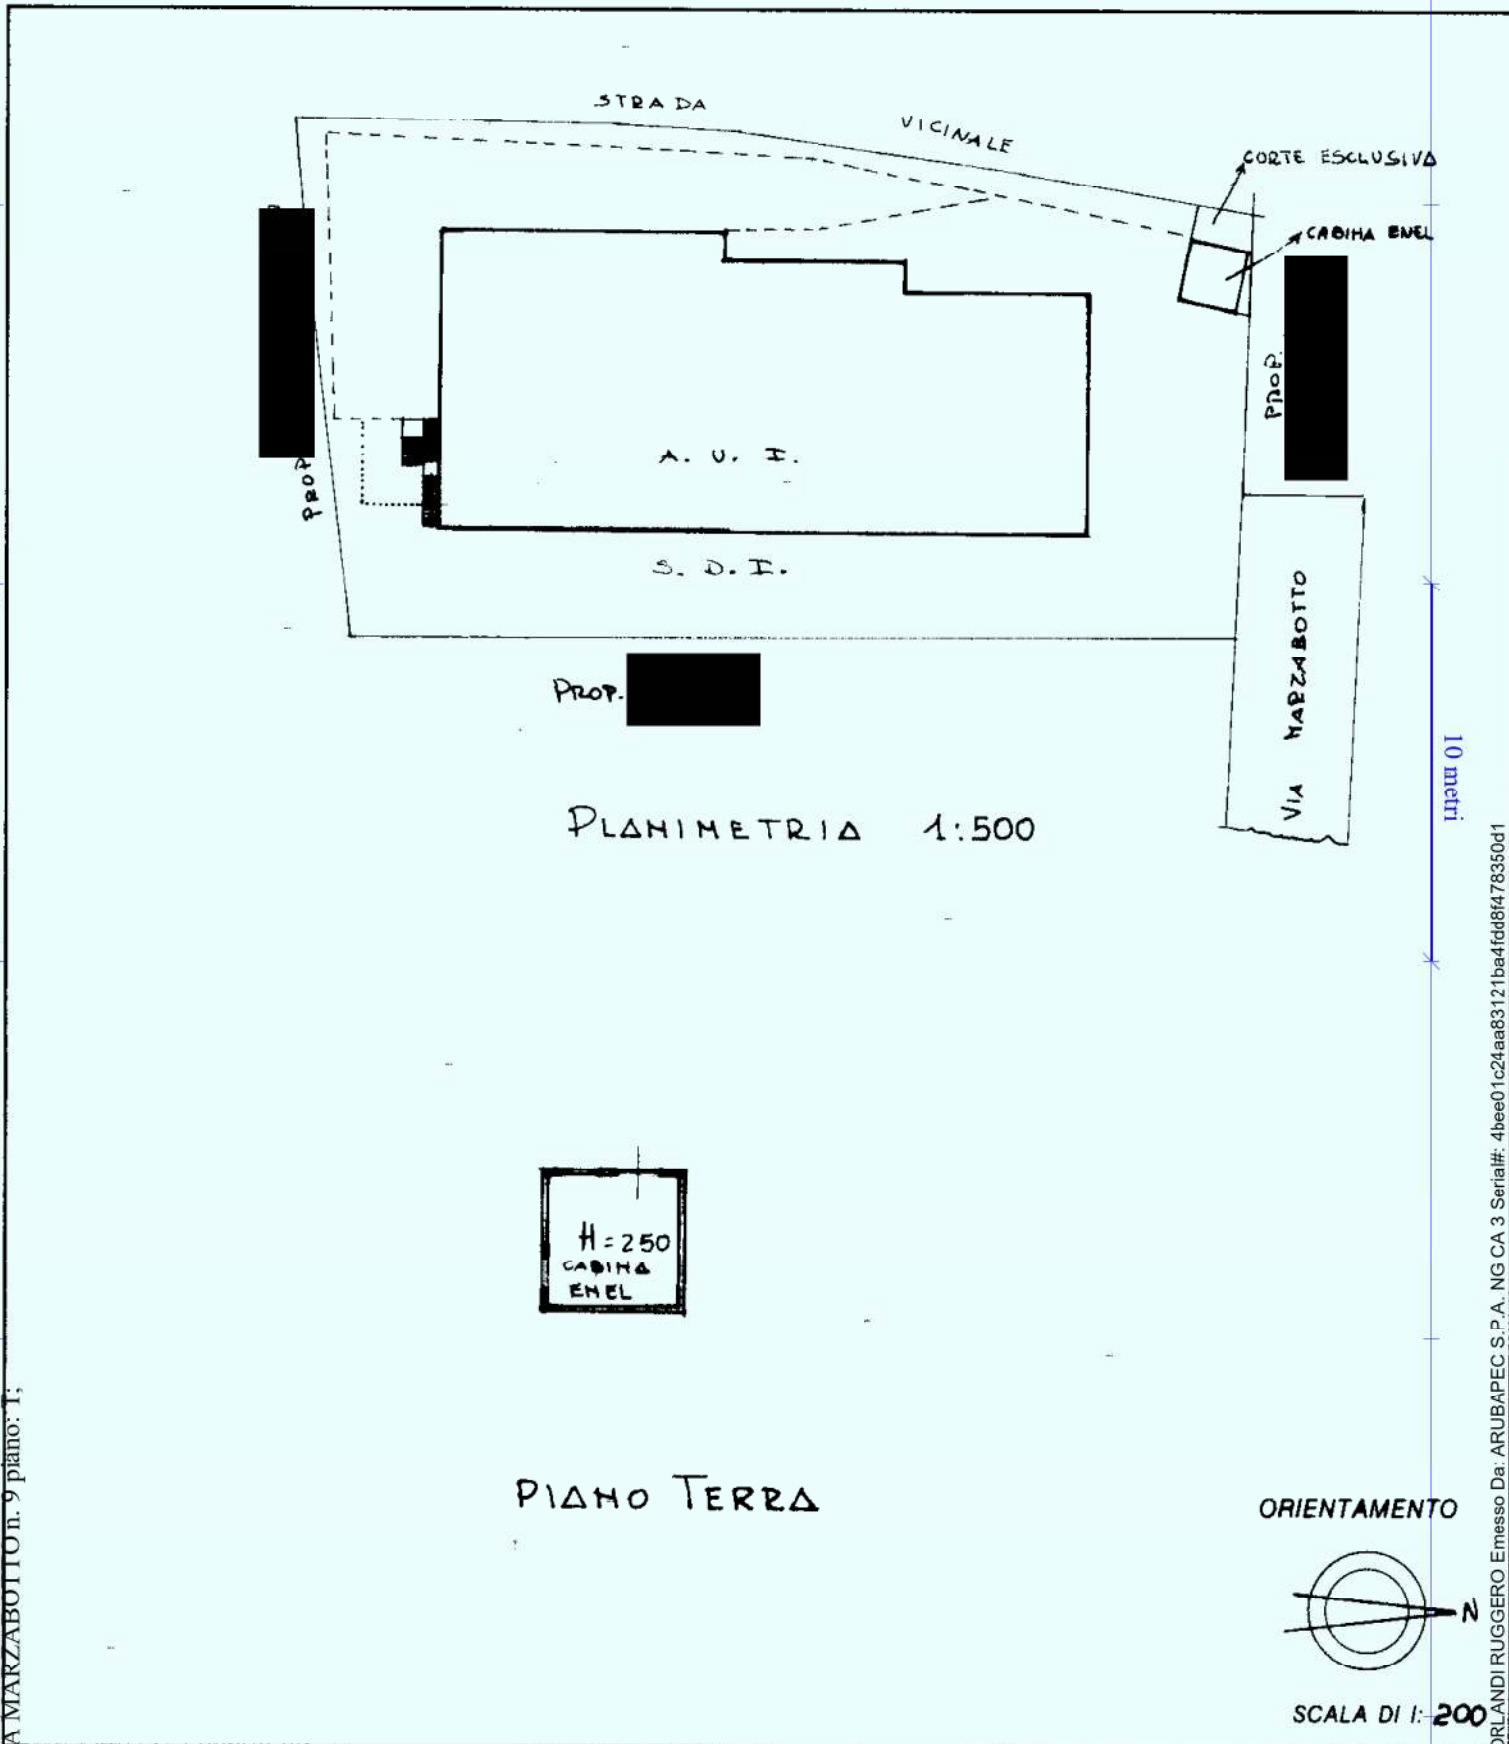 STRADA VICINALE
CORTE ESCLUSIVA
CABINA ENEL
PROP.
PROP
A. U. I.
S. D. I.
PROP.
VIA MARZABOTTO
10 metri
PLANIMETRIA 1:500
H=250
CABINA
ENEL
PIANO TERRA
ORIENTAMENTO
N
SCALA DI 1: 200
A MARZABOTTO n. 9 piano: T;
ORLANDI RUGGERO Emesso Da: ARUBAPEC S.P.A. NG CA 3 Serial#: 4bee01c24aa83121ba4fdd8f478350d1